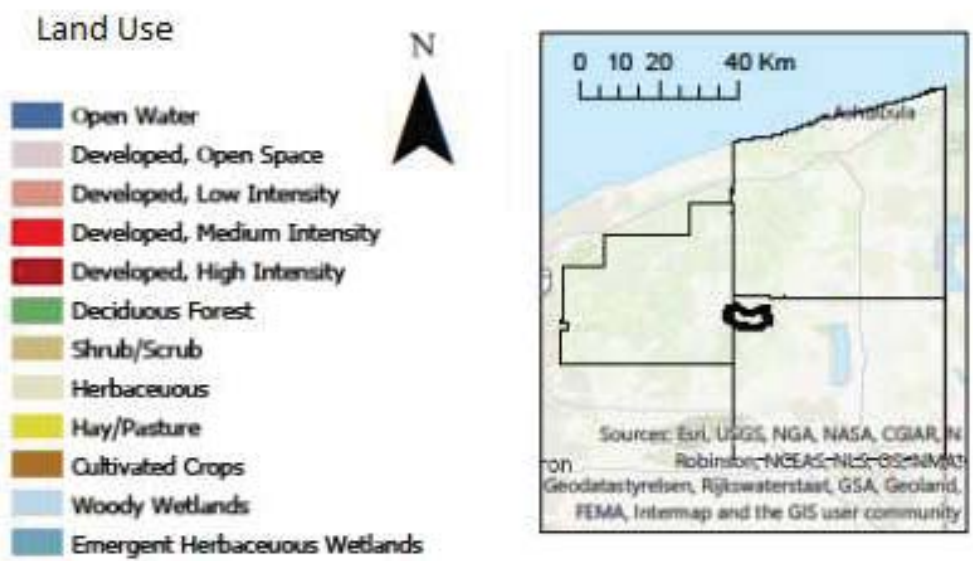 Land Use
N
Open Water
Developed, Open Space
Developed, Low Intensity
Developed, Medium Intensity
Developed, High Intensity
Deciduous Forest
Shrub/Scrub
Herbaceuous
Hay/Pasture
Cultivated Crops
Woody Wetlands
Emergent Herbaceuous Wetlands
0 10 20 40 Km
Ashtabula
Sources: Esri, USGS, NGA, NASA, CGIAR, N
on Robinson, NCEAS, NLS, OS, NMA
Geodatastyrelsen, Rijkswaterstaat, GSA, Geoland,
FEMA, Intermap and the GIS user community